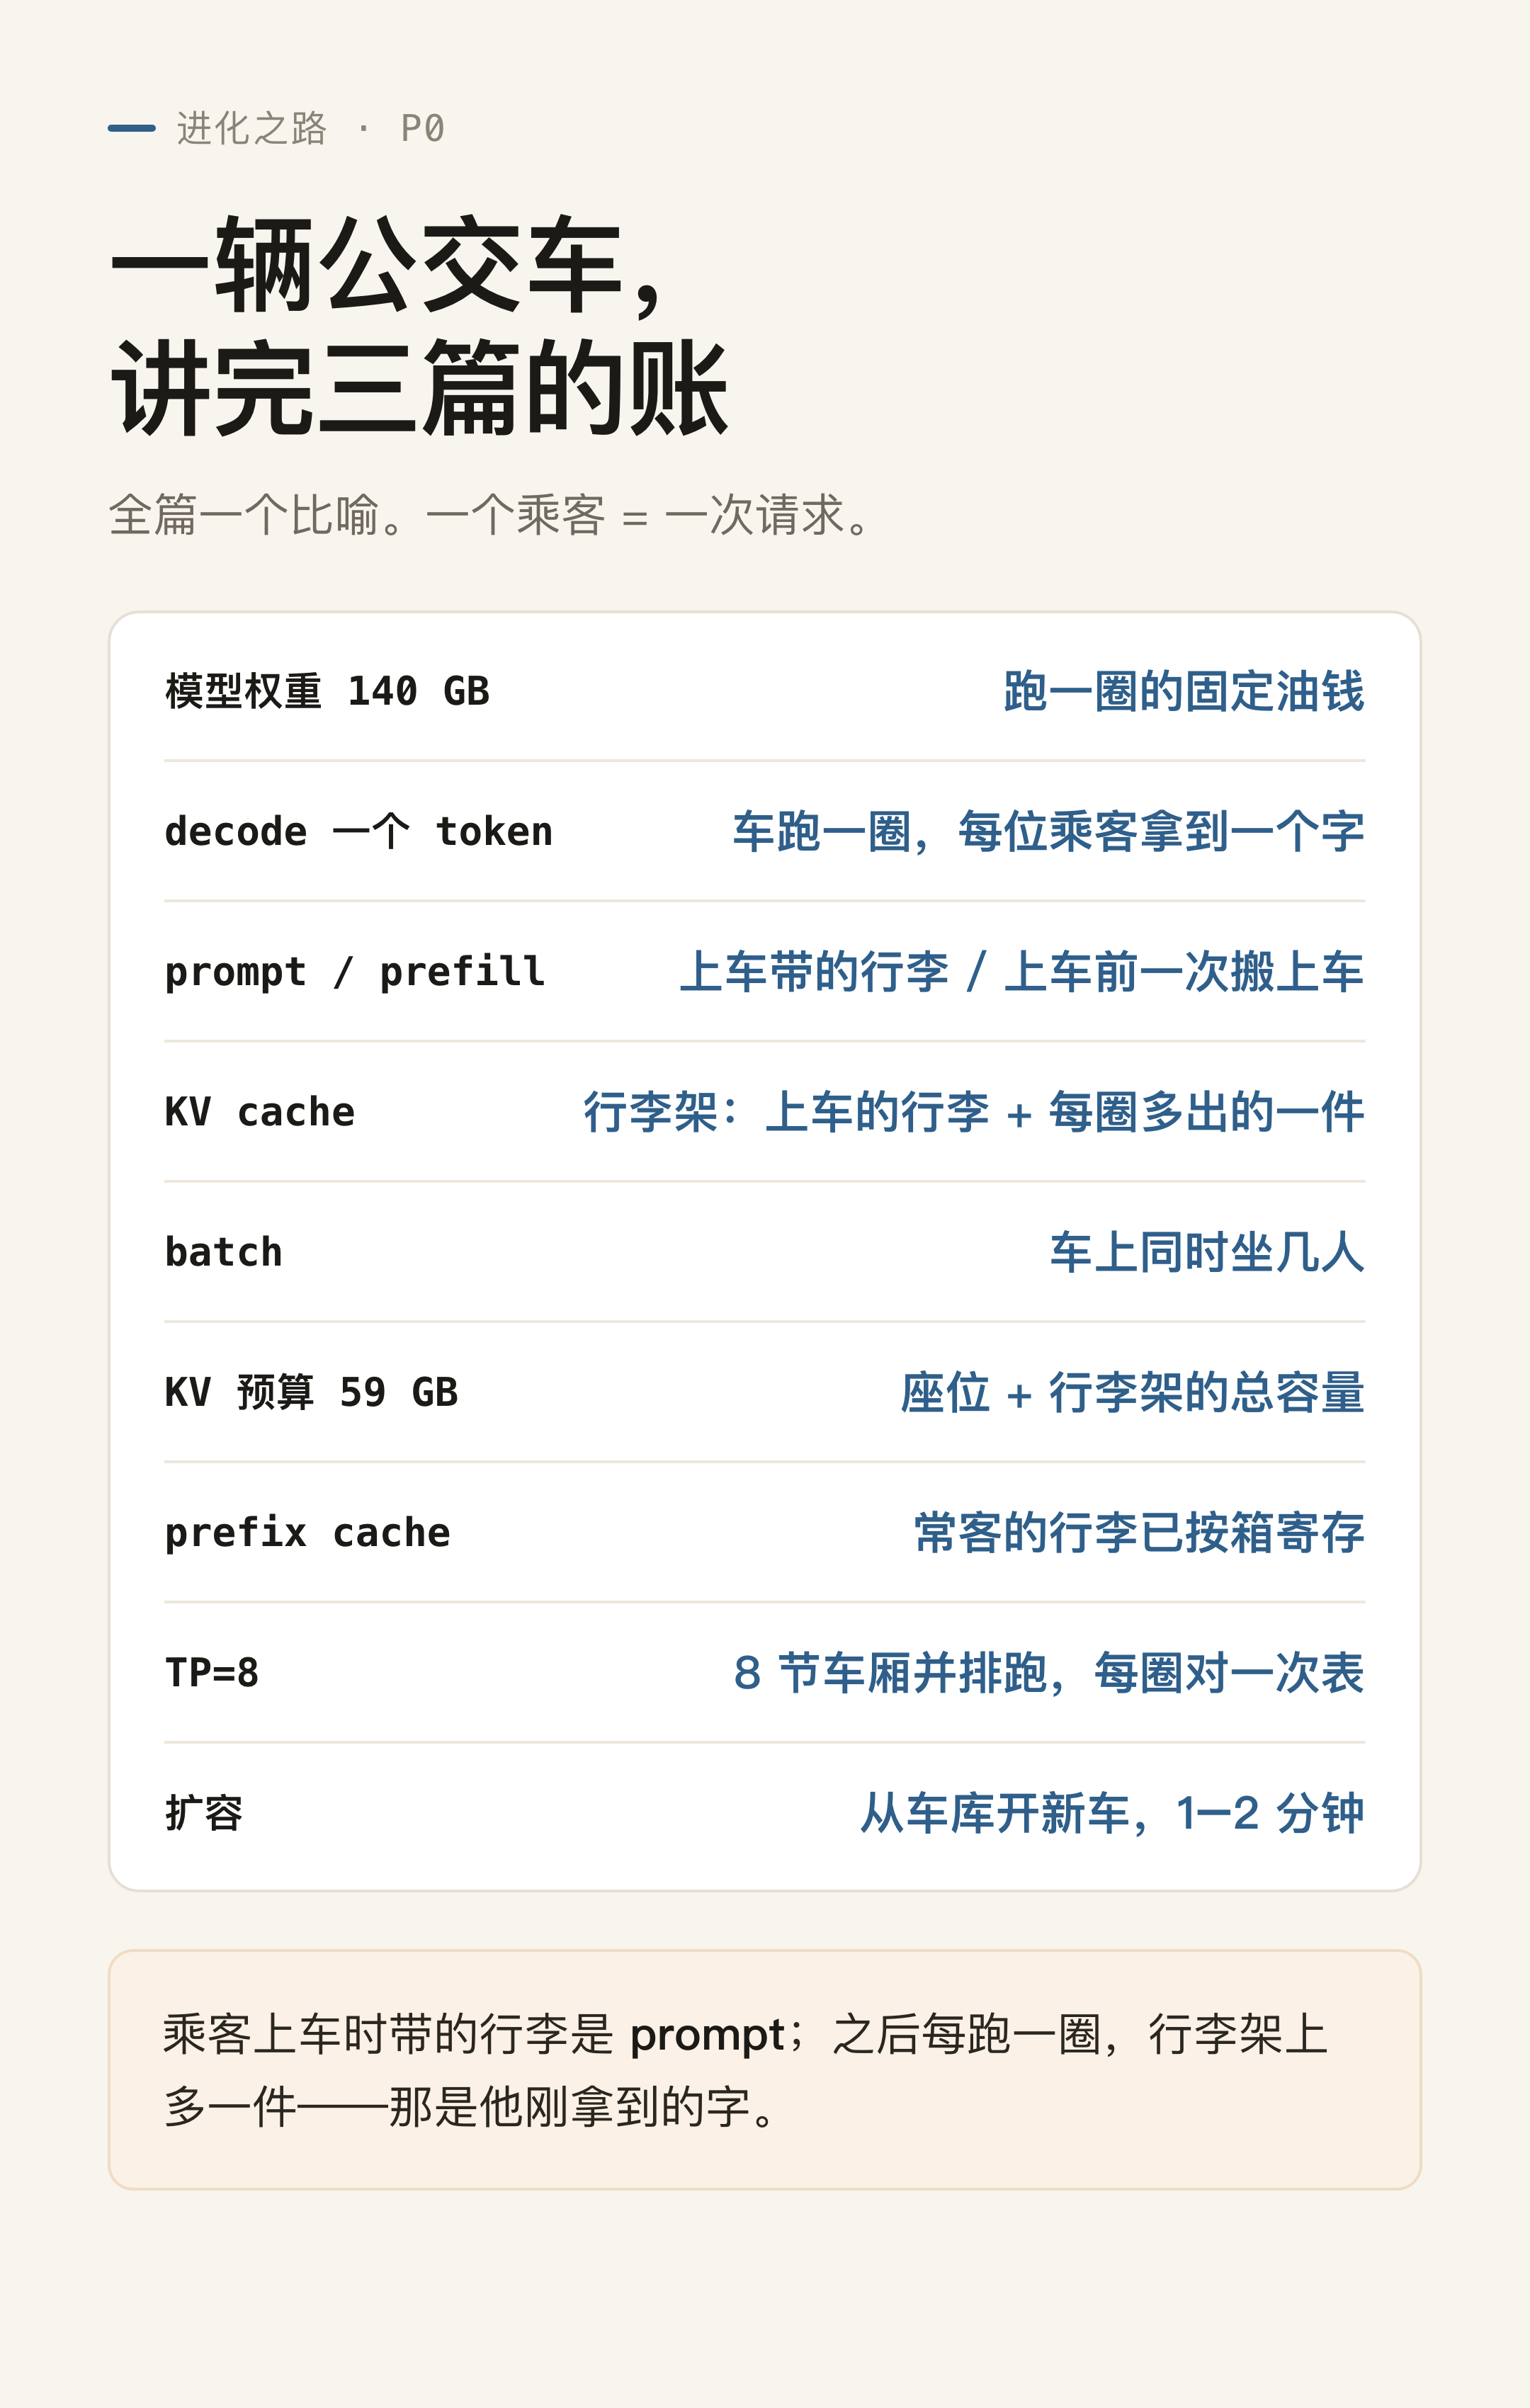 进化之路 · P0
一辆公交车，
讲完三篇的账
全篇一个比喻。一个乘客 = 一次请求。
模型权重 140 GB 跑一圈的固定油钱
decode 一个 token 车跑一圈，每位乘客拿到一个字
prompt / prefill 上车带的行李 / 上车前一次搬上车
KV cache 行李架：上车的行李 + 每圈多出的一件
batch 车上同时坐几人
KV 预算 59 GB 座位 + 行李架的总容量
prefix cache 常客的行李已按箱寄存
TP=8 8 节车厢并排跑，每圈对一次表
扩容 从车库开新车，1—2 分钟
乘客上车时带的行李是 prompt；之后每跑一圈，行李架上
多一件——那是他刚拿到的字。